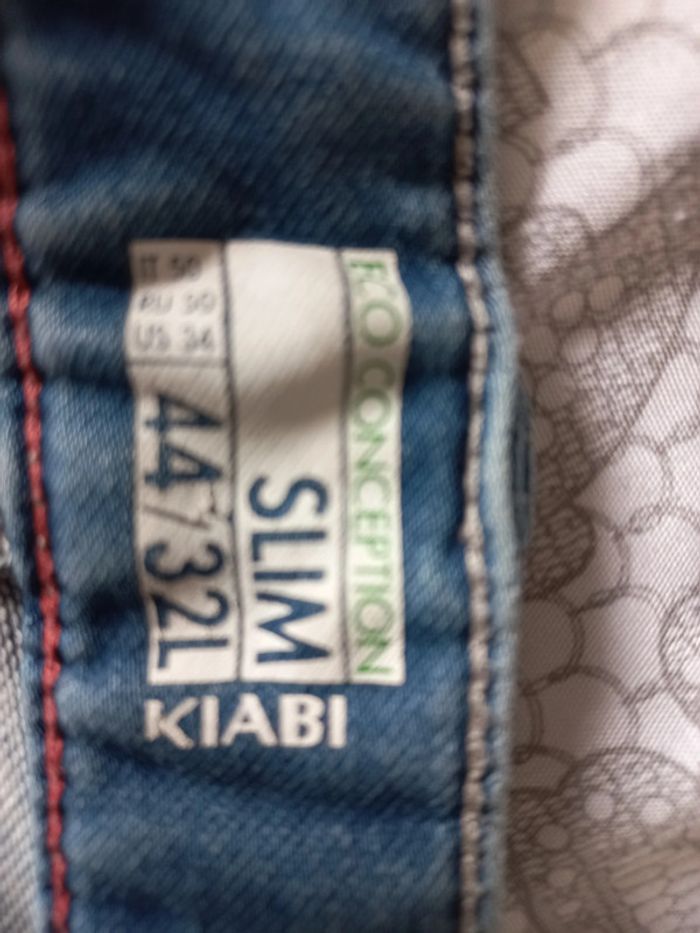 ECO CONCEPTION
SLIM
IT 50
RU 50
US 34
44/32L
KIABI